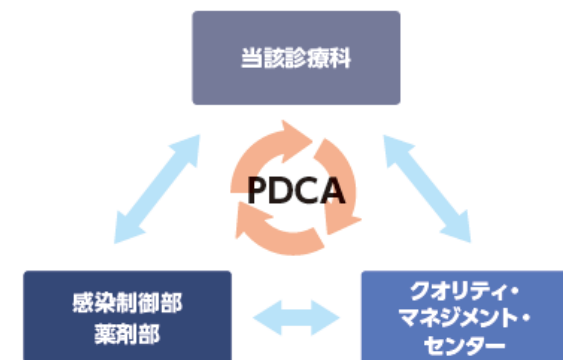 当該診療科
PDCA
感染制御部
薬剤部
クオリティ・
マネジメント・
センター